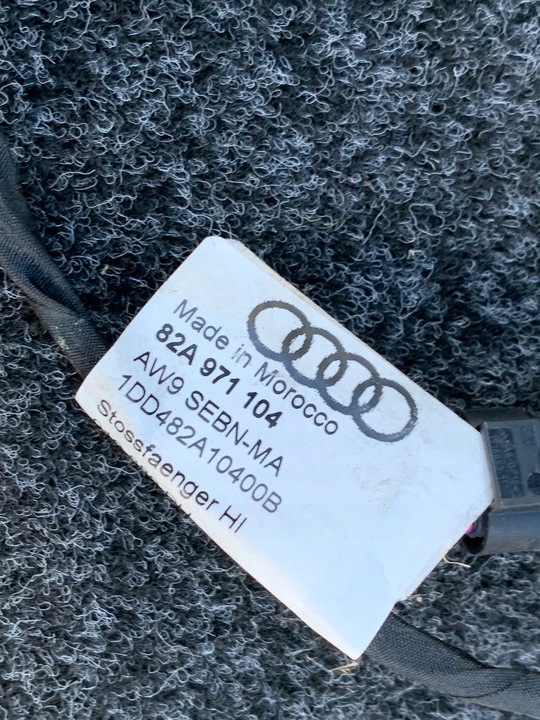 Made in Morocco
82A 971 104
AW9 SEBN-MA
1DD482A10400B
Stossfaenger HI